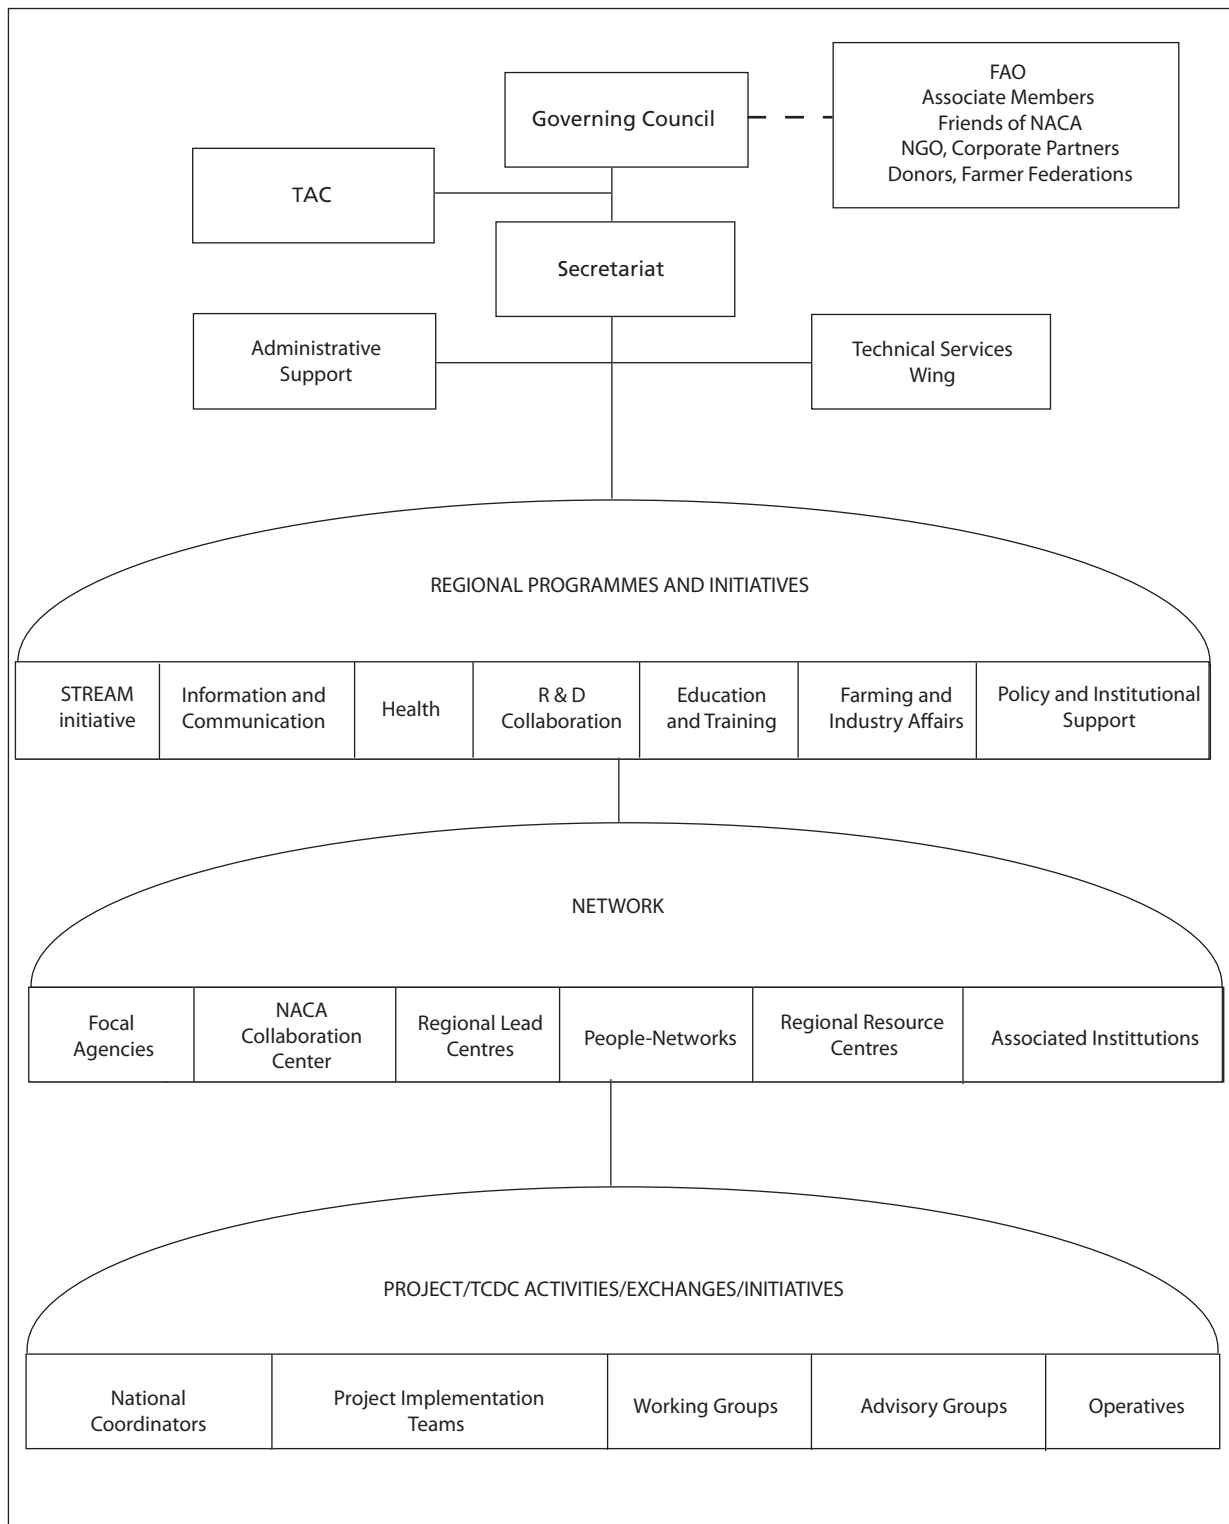 Governing Council
FAO
Associate Members
Friends of NACA
NGO, Corporate Partners
Donors, Farmer Federations
TAC
Secretariat
Administrative
Support
Technical Services
Wing
REGIONAL PROGRAMMES AND INITIATIVES
STREAM
initiative
Information and
Communication
Health
R & D
Collaboration
Education
and Training
Farming and
Industry Affairs
Policy and Institutional
Support
NETWORK
Focal
Agencies
NACA
Collaboration
Center
Regional Lead
Centres
People-Networks
Regional Resource
Centres
Associated Instittutions
PROJECT/TCDC ACTIVITIES/EXCHANGES/INITIATIVES
National
Coordinators
Project Implementation
Teams
Working Groups
Advisory Groups
Operatives